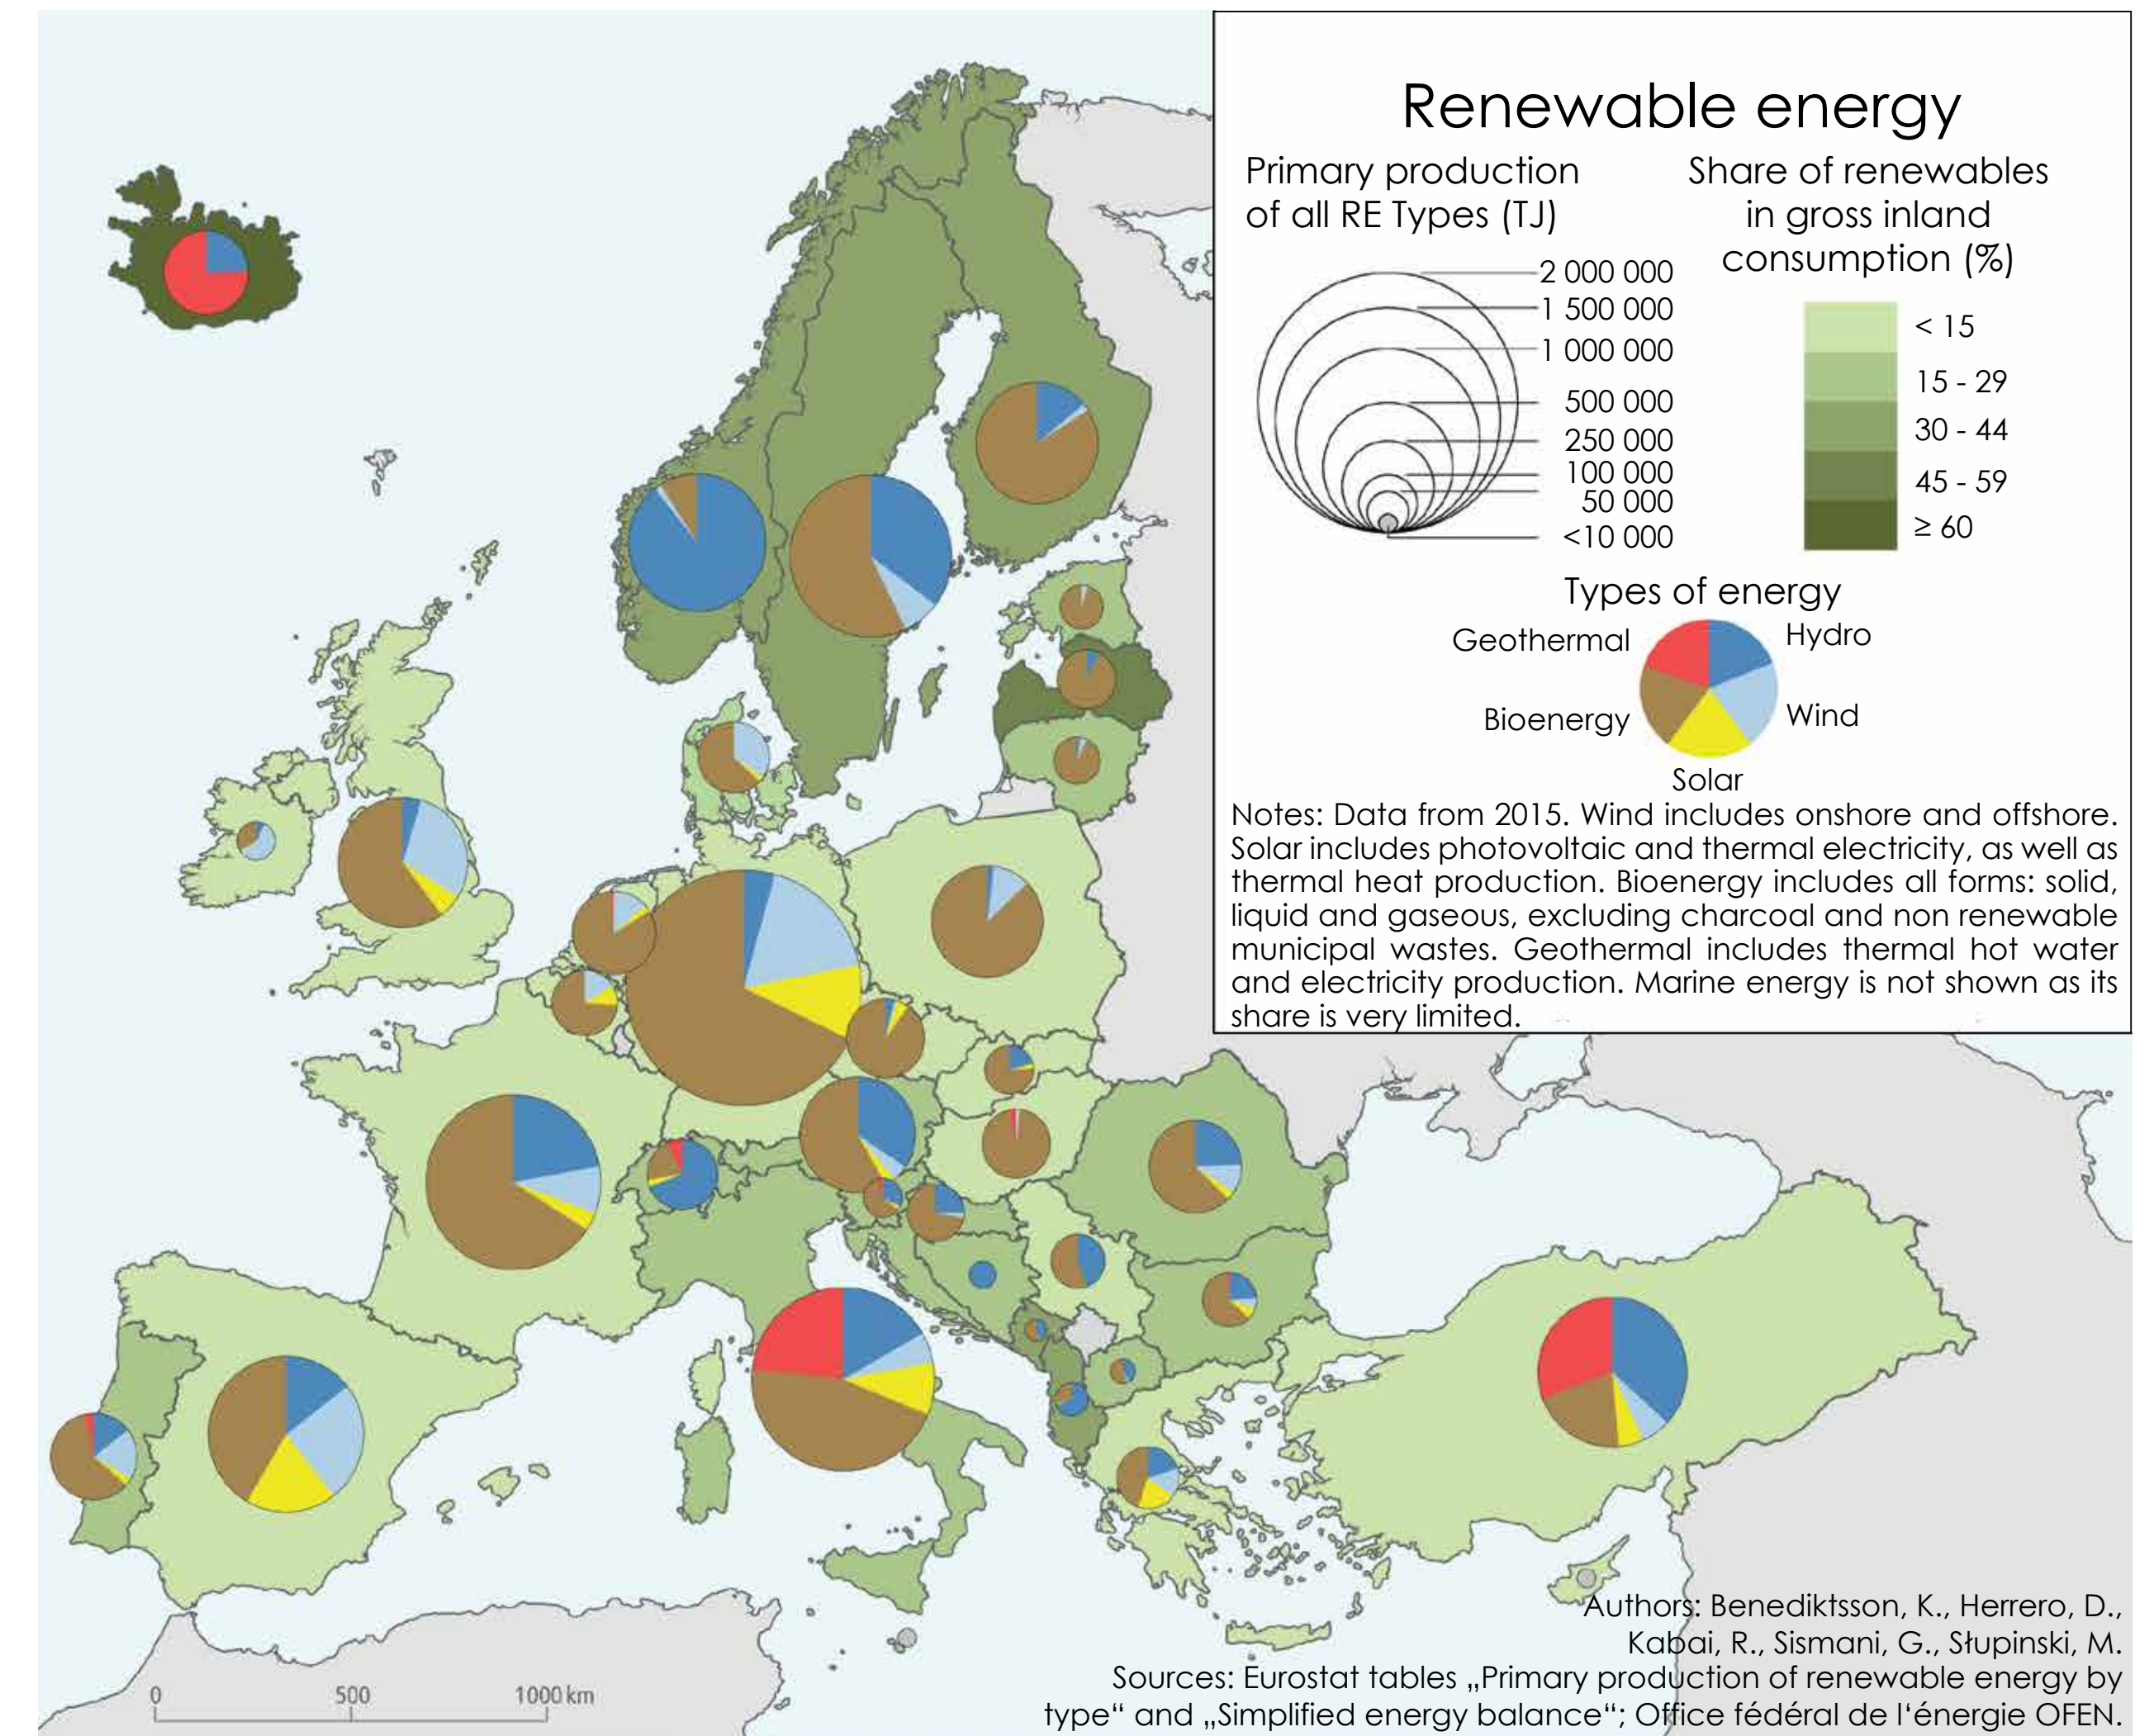 Renewable energy
Primary production
of all RE Types (TJ)
2 000 000
1 500 000
1 000 000
500 000
250 000
100 000
50 000
<10 000
Share of renewables
in gross inland
consumption (%)
< 15
15 - 29
30 - 44
45 - 59
≥ 60
Types of energy
Geothermal
Hydro
Bioenergy
Wind
Solar
Notes: Data from 2015. Wind includes onshore and offshore.
Solar includes photovoltaic and thermal electricity, as well as
thermal heat production. Bioenergy includes all forms: solid,
liquid and gaseous, excluding charcoal and non renewable
municipal wastes. Geothermal includes thermal hot water
and electricity production. Marine energy is not shown as its
share is very limited.
Authors: Benediktsson, K., Herrero, D.,
Kabai, R., Sismani, G., Słupinski, M.
Sources: Eurostat tables „Primary production of renewable energy by
type“ and „Simplified energy balance“; Office fédéral de l‘énergie OFEN.
0 500 1000 km